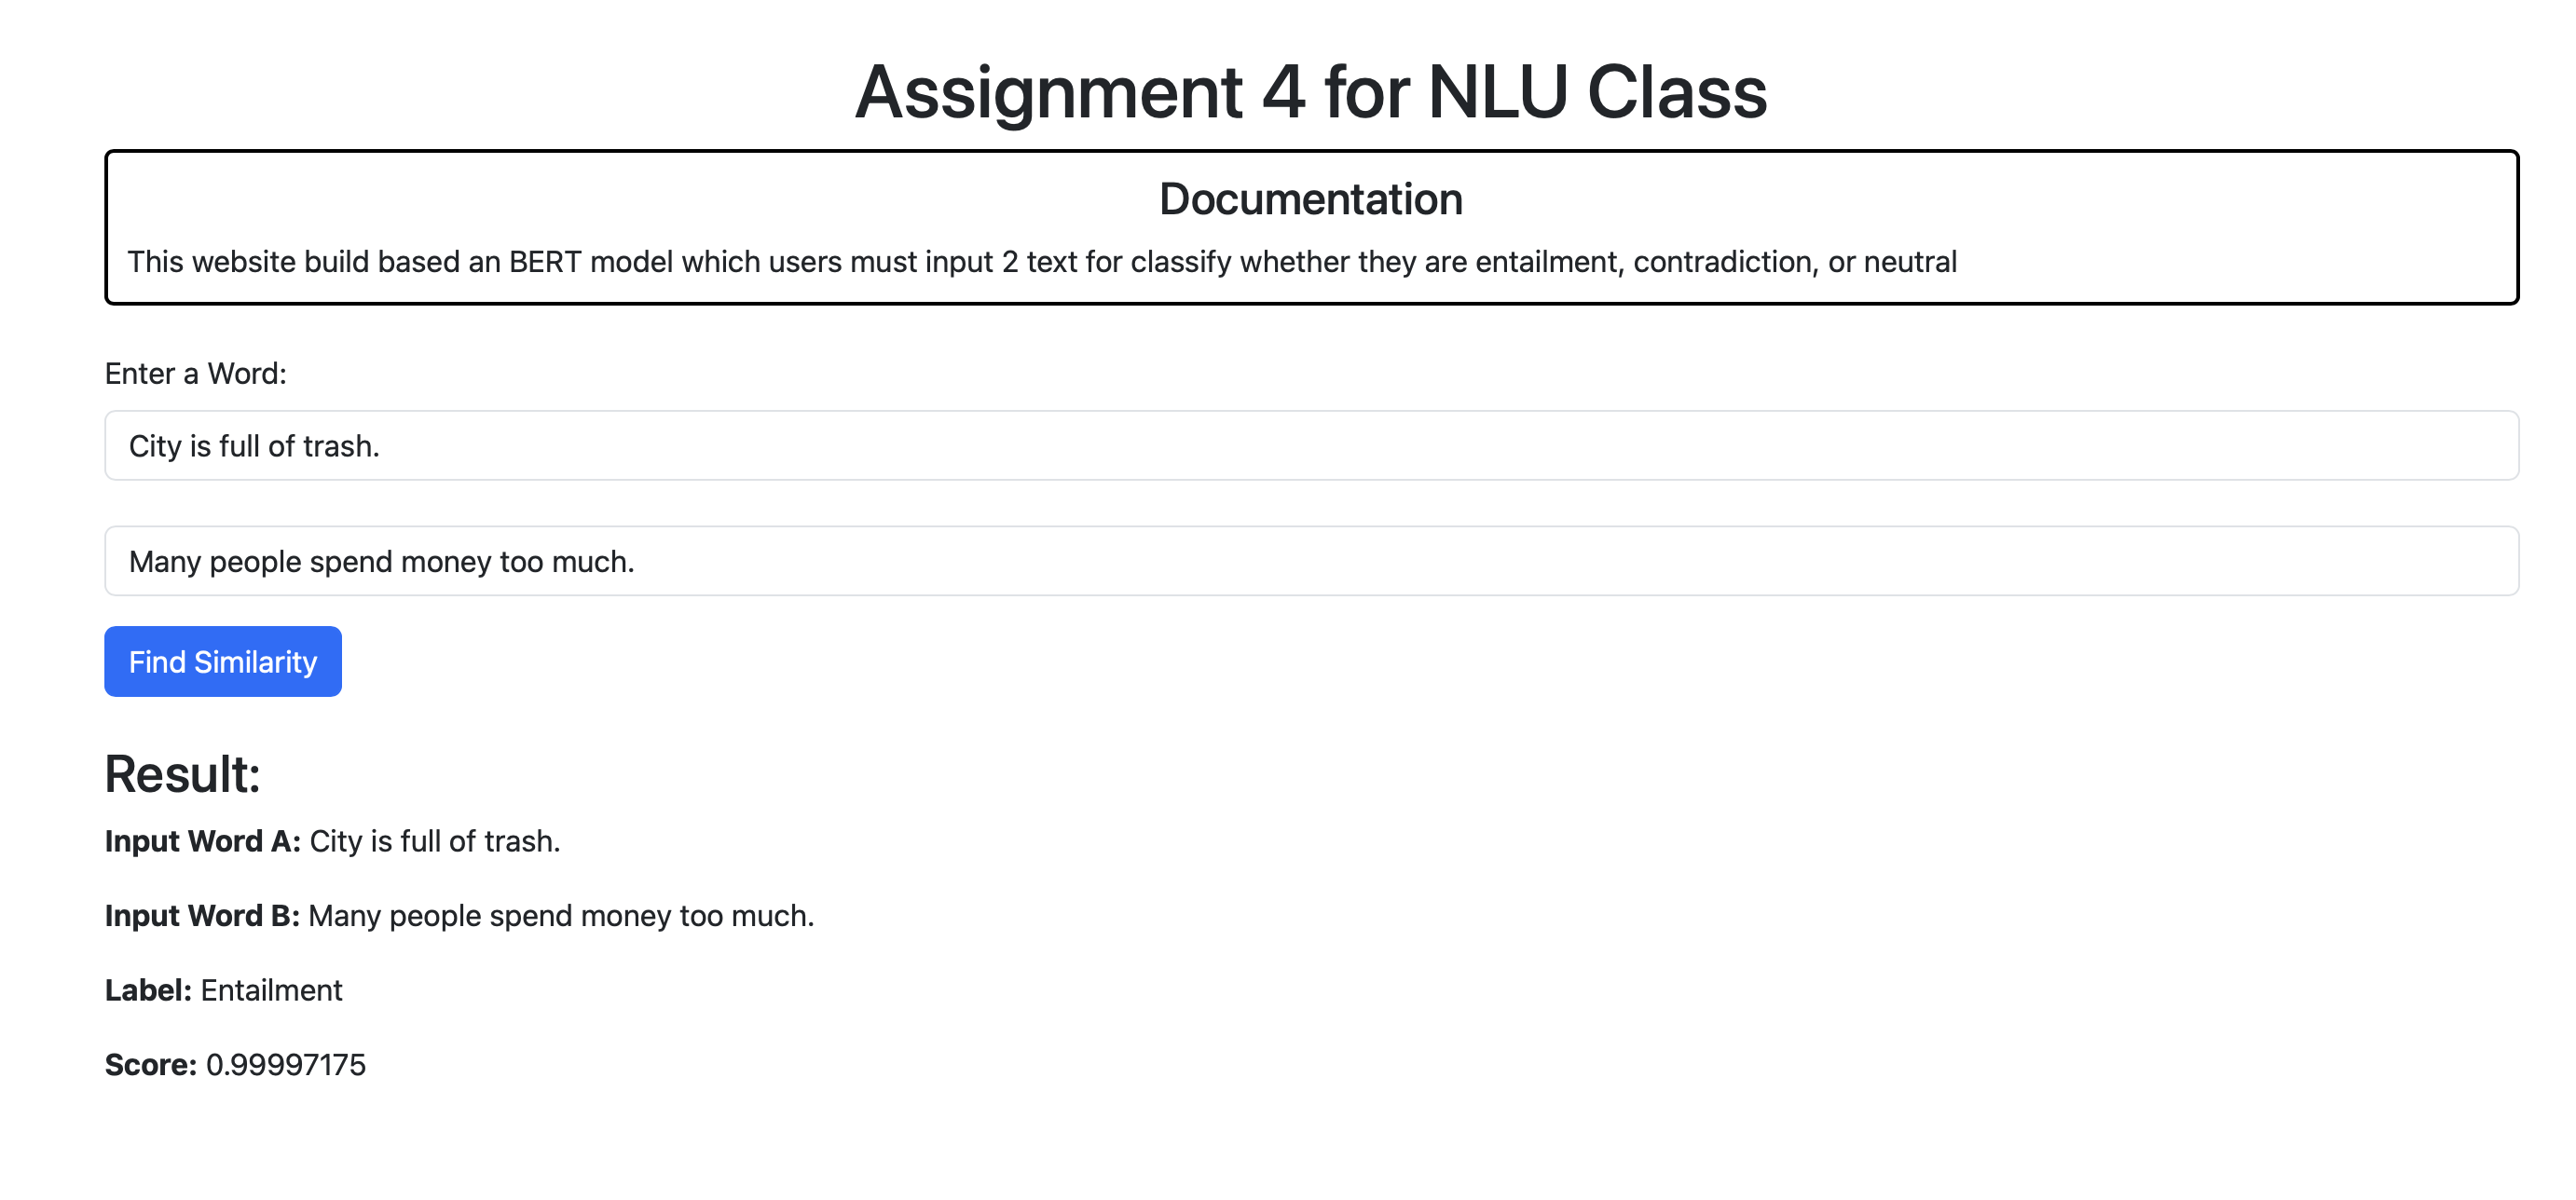 Assignment 4 for NLU Class
Documentation
This website build based an BERT model which users must input 2 text for classify whether they are entailment, contradiction, or neutral
Enter a Word:
City is full of trash.
Many people spend money too much.
Find Similarity
Result:
Input Word A: City is full of trash.
Input Word B: Many people spend money too much.
Label: Entailment
Score: 0.99997175